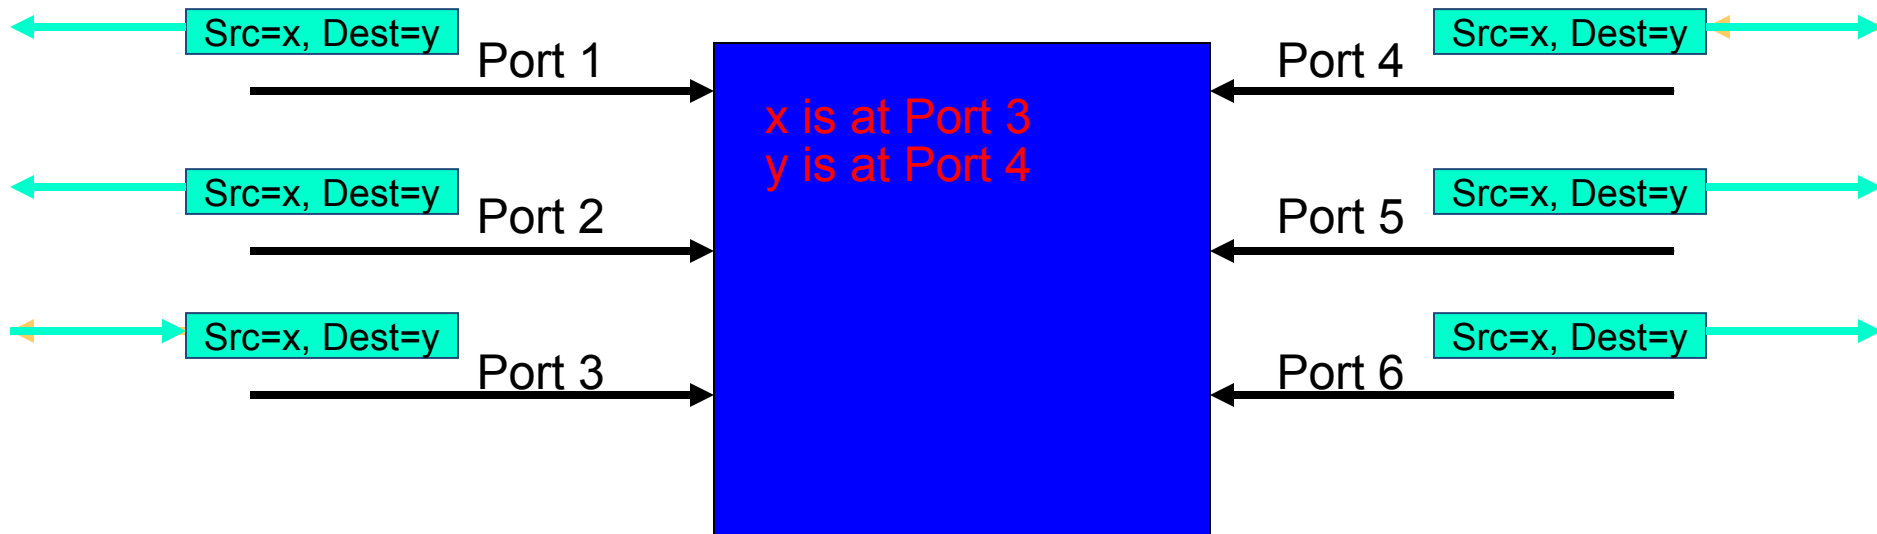 Src=x, Dest=y
Port 1
Src=x, Dest=y
Port 2
Src=x, Dest=y
Port 3
x is at Port 3
y is at Port 4
Src=x, Dest=y
Port 4
Src=x, Dest=y
Port 5
Src=x, Dest=y
Port 6